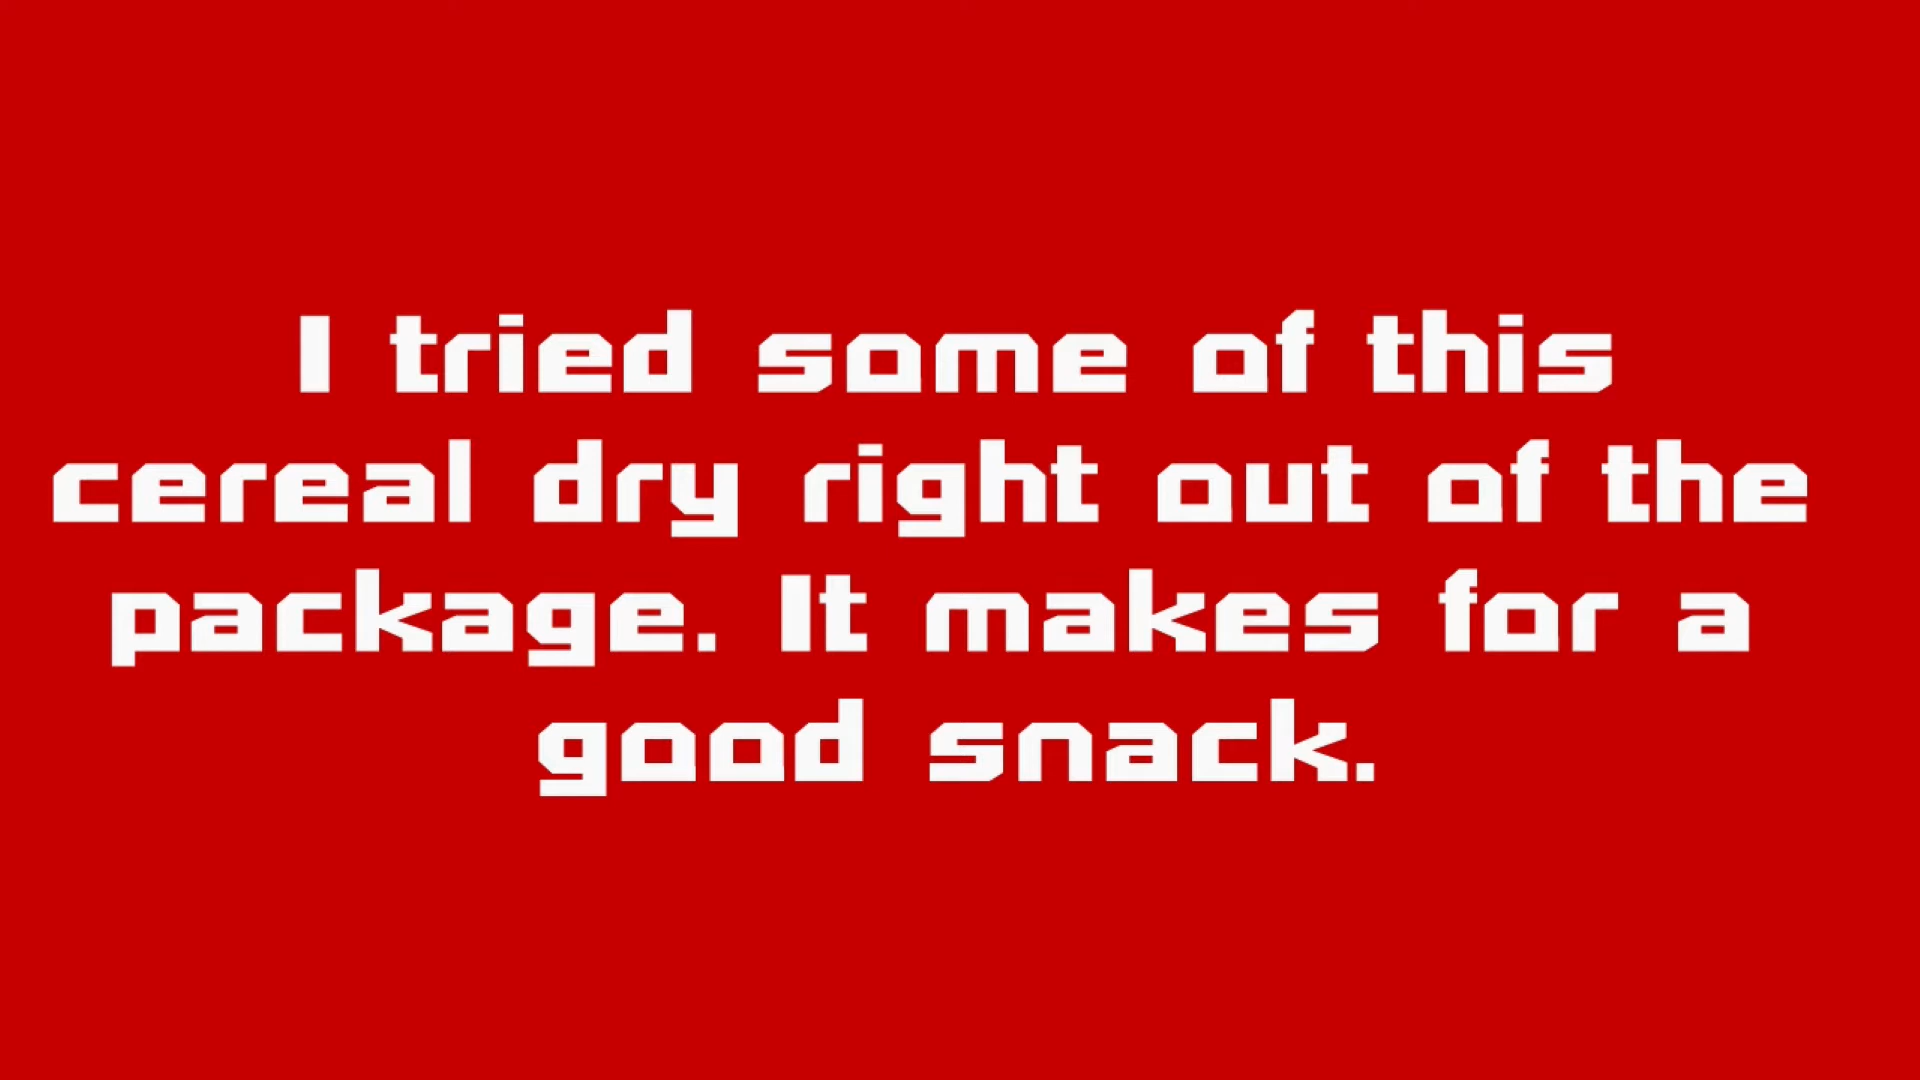 I tried some of this
cereal dry right out of the
package. It makes for a
good snack.